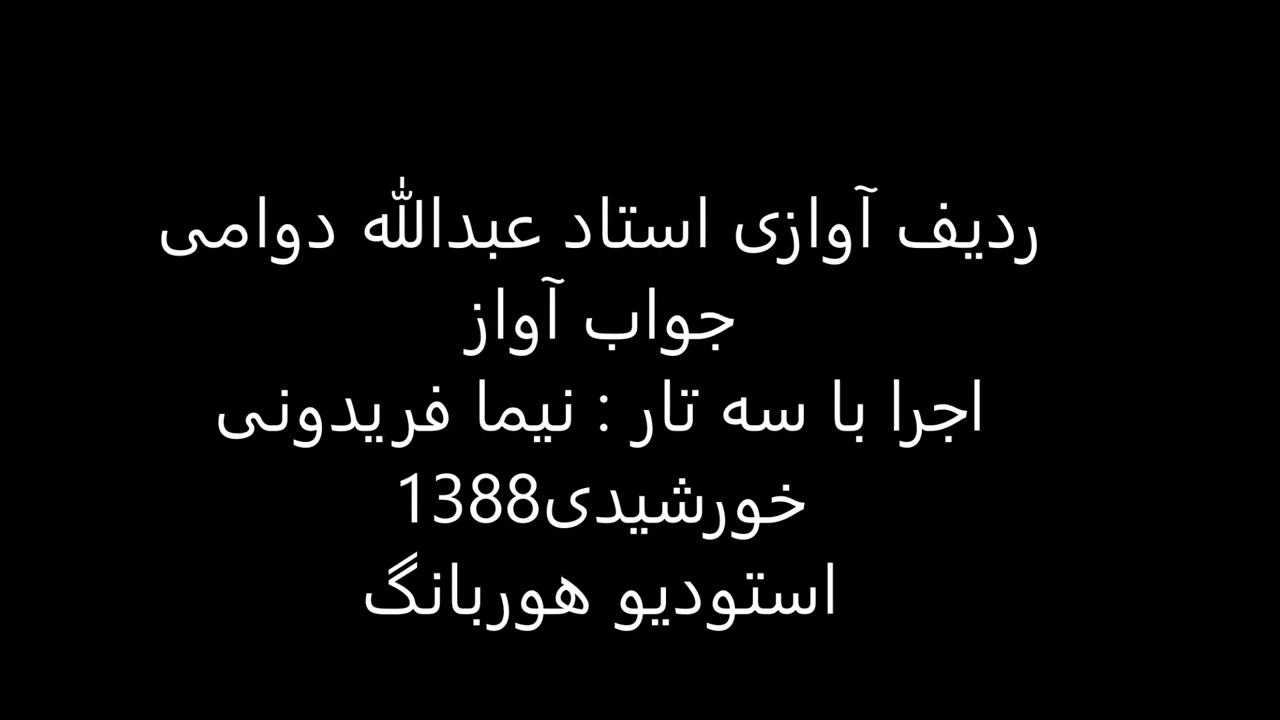 ردیف آوازی استاد عبدالله دوامی
جواب آواز
اجرا با سه تار : نیما فریدونی
خورشیدی1388
استودیو هوربانگ